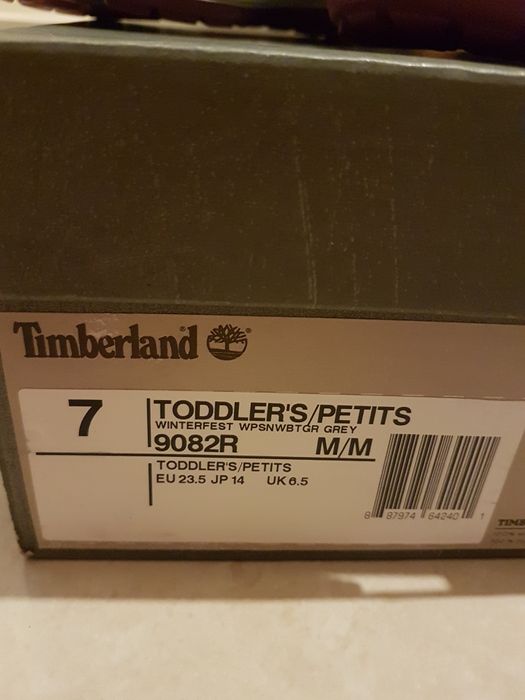 Timberland
7
TODDLER'S/PETITS
WINTERFEST WPSNWBTGR GREY
9082R M/M
TODDLER'S/PETITS
EU 23.5 JP 14 UK 6.5
8 87974 64240 1